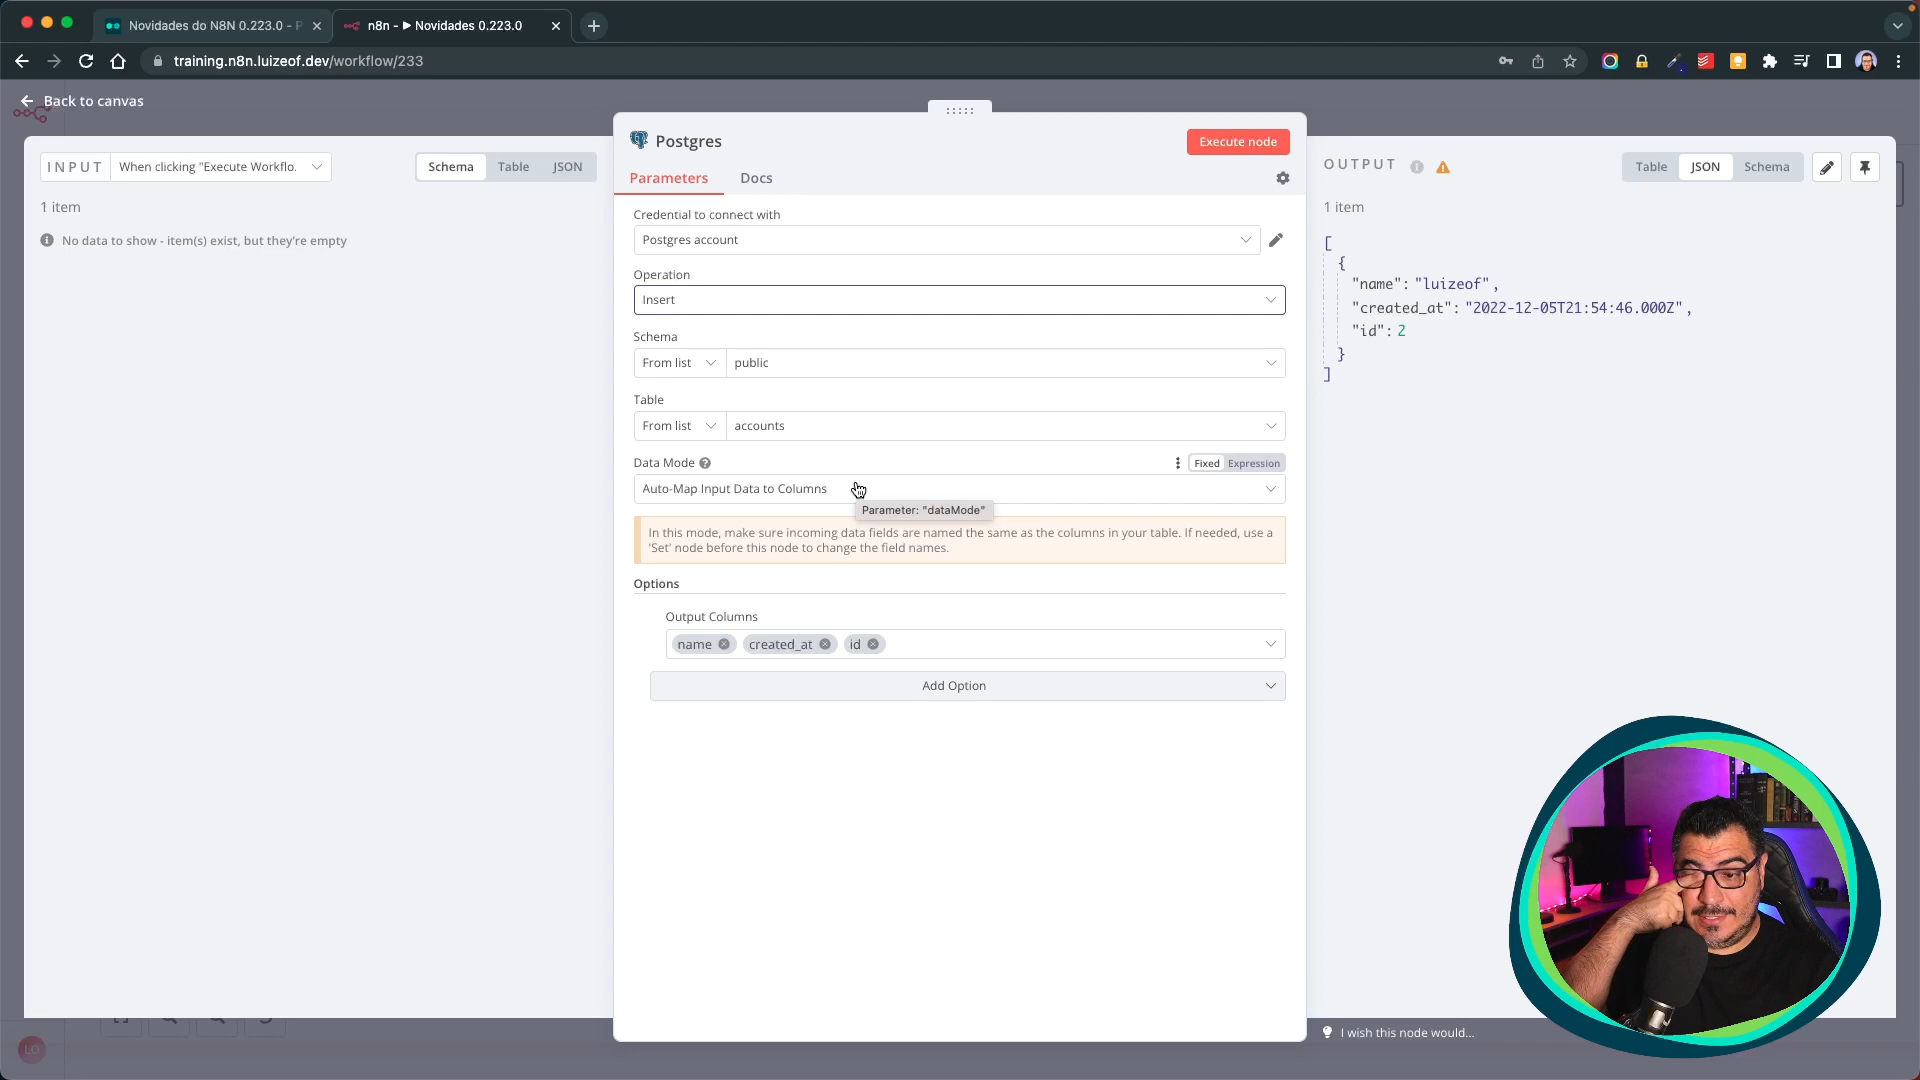 Novidades do N8N 0.223.0 - P
n8n - ▶ Novidades 0.223.0
training.n8n.luizeof.dev/workflow/233
Back to canvas
INPUT
When clicking "Execute Workflo.
Schema
Table
JSON
1 item
No data to show - item(s) exist, but they're empty
Postgres
Execute node
Parameters
Docs
Credential to connect with
Postgres account
Operation
Insert
Schema
From list
public
Table
From list
accounts
Data Mode
Fixed
Expression
Auto-Map Input Data to Columns
Parameter: "dataMode"
In this mode, make sure incoming data fields are named the same as the columns in your table. If needed, use a
'Set' node before this node to change the field names.
Options
Output Columns
name
created_at
id
Add Option
OUTPUT
Table
JSON
Schema
1 item
[
{
"name": "luizeof",
"created_at": "2022-12-05T21:54:46.000Z",
"id": 2
}
]
I wish this node would...
LO